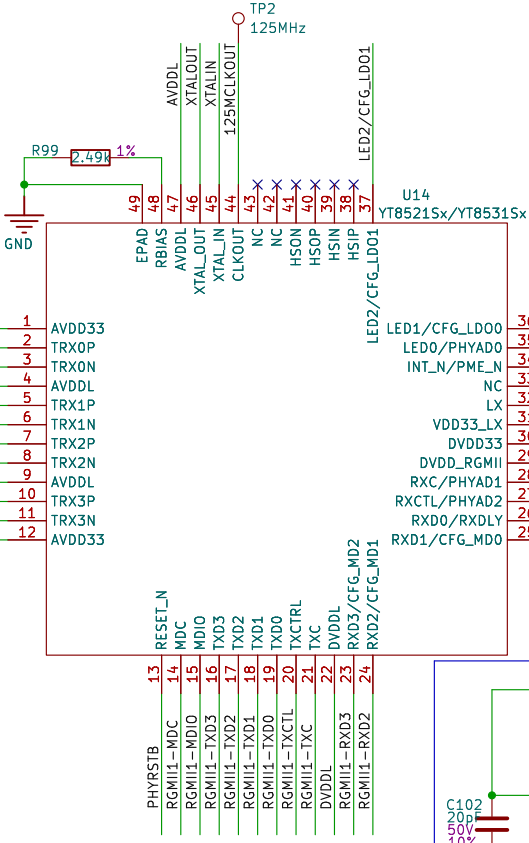 TP2
125MHz
AVDDL
XTALOUT
XTALIN
125MCLKOUT
LED2/CFG_LDO1
R99
2.49k
1%
GND
U14
YT8521Sx/YT8531Sx
49
48
47
46
45
44
43
42
41
40
39
38
37
EPAD
RBIAS
AVDDL
XTAL_OUT
XTAL_IN
CLKOUT
NC
NC
HSON
HSOP
HSIN
HSIP
LED2/CFG_LDO1
1 AVDD33
2 TRX0P
3 TRX0N
4 AVDDL
5 TRX1P
6 TRX1N
7 TRX2P
8 TRX2N
9 AVDDL
10 TRX3P
11 TRX3N
12 AVDD33
LED1/CFG_LDO0
LED0/PHYAD0
INT_N/PME_N
NC
LX
VDD33_LX
DVDD33
DVDD_RGMII
RXC/PHYAD1
RXCTL/PHYAD2
RXD0/RXDLY
RXD1/CFG_MD0
RESET_N
MDC
MDIO
TXD3
TXD2
TXD1
TXD0
TXCTRL
TXC
DVDDL
RXD3/CFG_MD2
RXD2/CFG_MD1
13
14
15
16
17
18
19
20
21
22
23
24
PHYRSTB
RGMII1-MDC
RGMII1-MDIO
RGMII1-TXD3
RGMII1-TXD2
RGMII1-TXD1
RGMII1-TXD0
RGMII1-TXCTL
RGMII1-TXC
DVDDL
RGMII1-RXD3
RGMII1-RXD2
C102
20pF
50V
10%